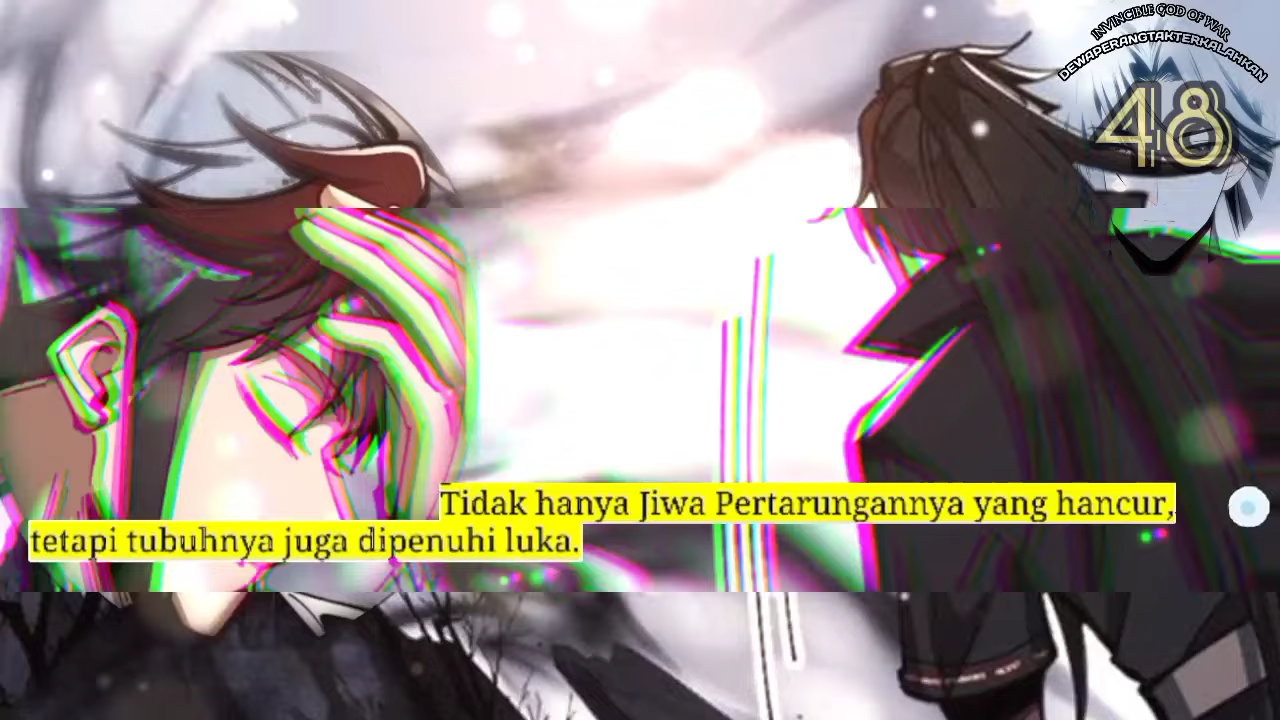 INVINCIBLE GOD OF WAR
DEWAPERANGTAKTERKALAHKAN
48
Tidak hanya Jiwa Pertarungannya yang hancur,
tetapi tubuhnya juga dipenuhi luka.